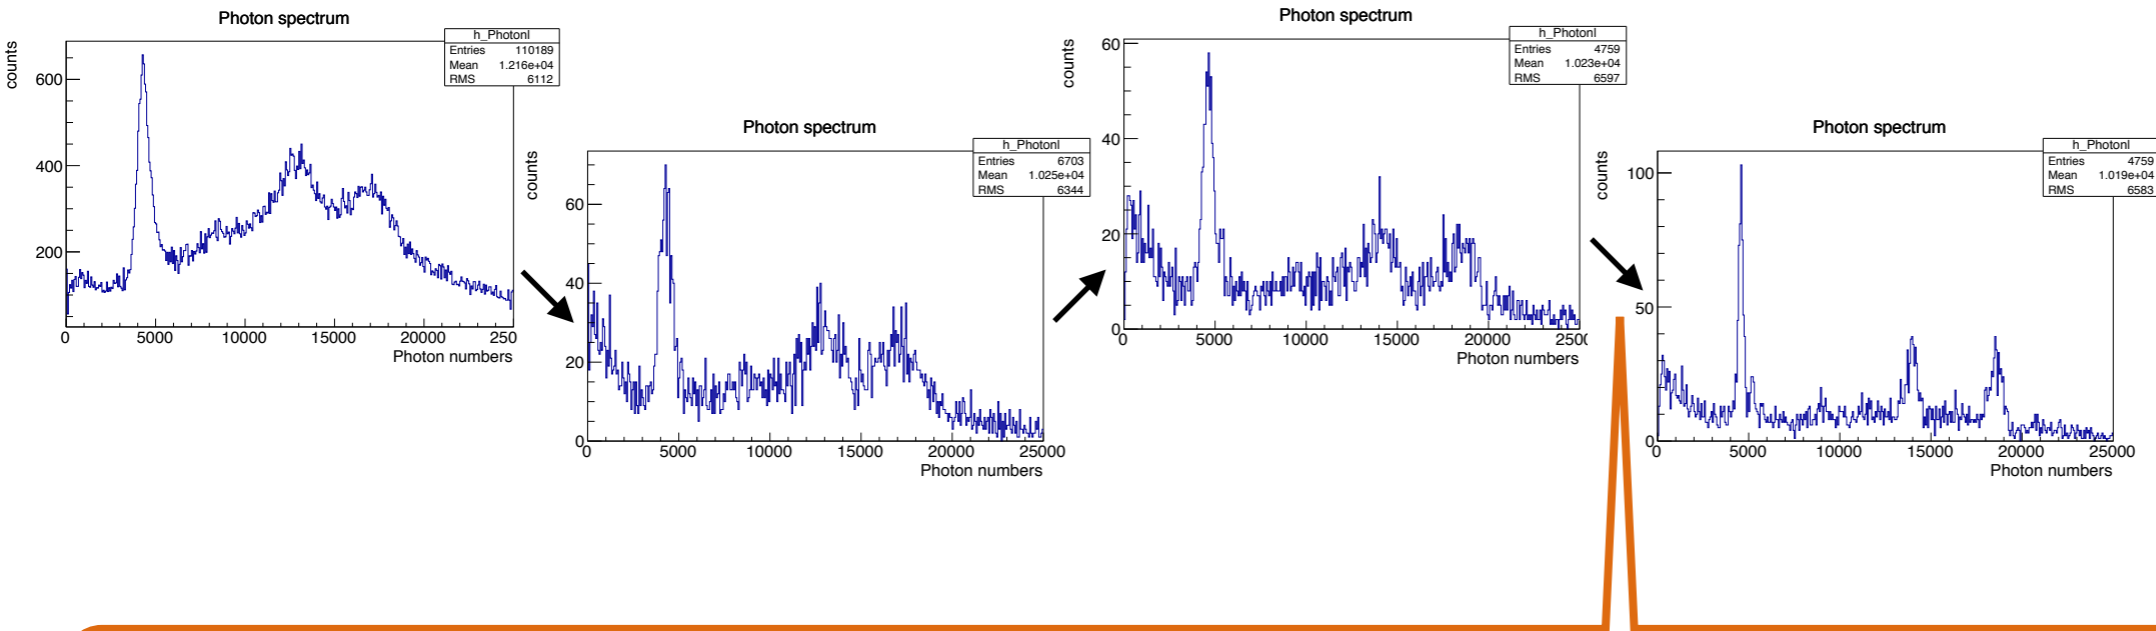 Photon spectrum
counts
h_PhotonI
Entries 110189
Mean 1.216e+04
RMS 6112
600
400
200
0 5000 10000 15000 20000 250
Photon numbers
Photon spectrum
counts
h_PhotonI
Entries 6703
Mean 1.025e+04
RMS 6344
60
40
20
0
0 5000 10000 15000 20000 25000
Photon numbers
Photon spectrum
counts
h_PhotonI
Entries 4759
Mean 1.023e+04
RMS 6597
60
40
20
0
0 5000 10000 15000 20000
Photon numbers
Photon spectrum
counts
h_PhotonI
Entries 4759
Mean 1.019e+04
RMS 6583
100
50
0
0 5000 10000 15000 20000 25000
Photon numbers